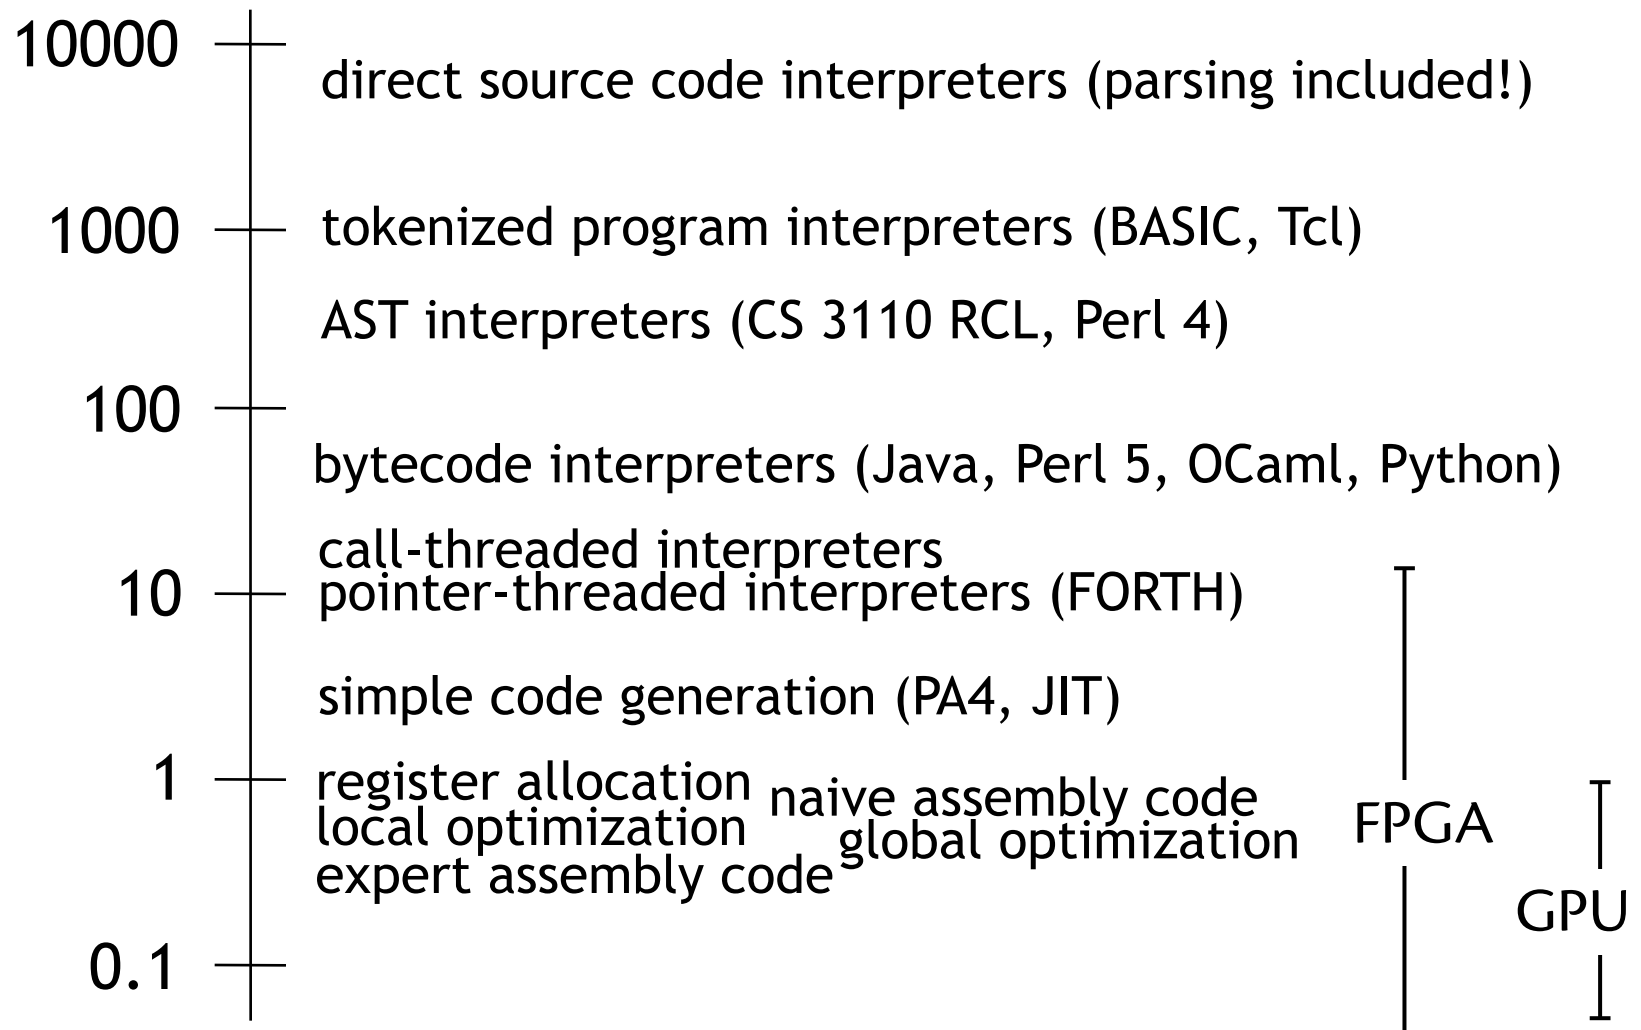 10000
direct source code interpreters (parsing included!)
1000
tokenized program interpreters (BASIC, Tcl)
AST interpreters (CS 3110 RCL, Perl 4)
100
bytecode interpreters (Java, Perl 5, OCaml, Python)
call-threaded interpreters
10
pointer-threaded interpreters (FORTH)
simple code generation (PA4, JIT)
1
register allocation
naive assembly code
local optimization
global optimization
FPGA
expert assembly code
GPU
0.1